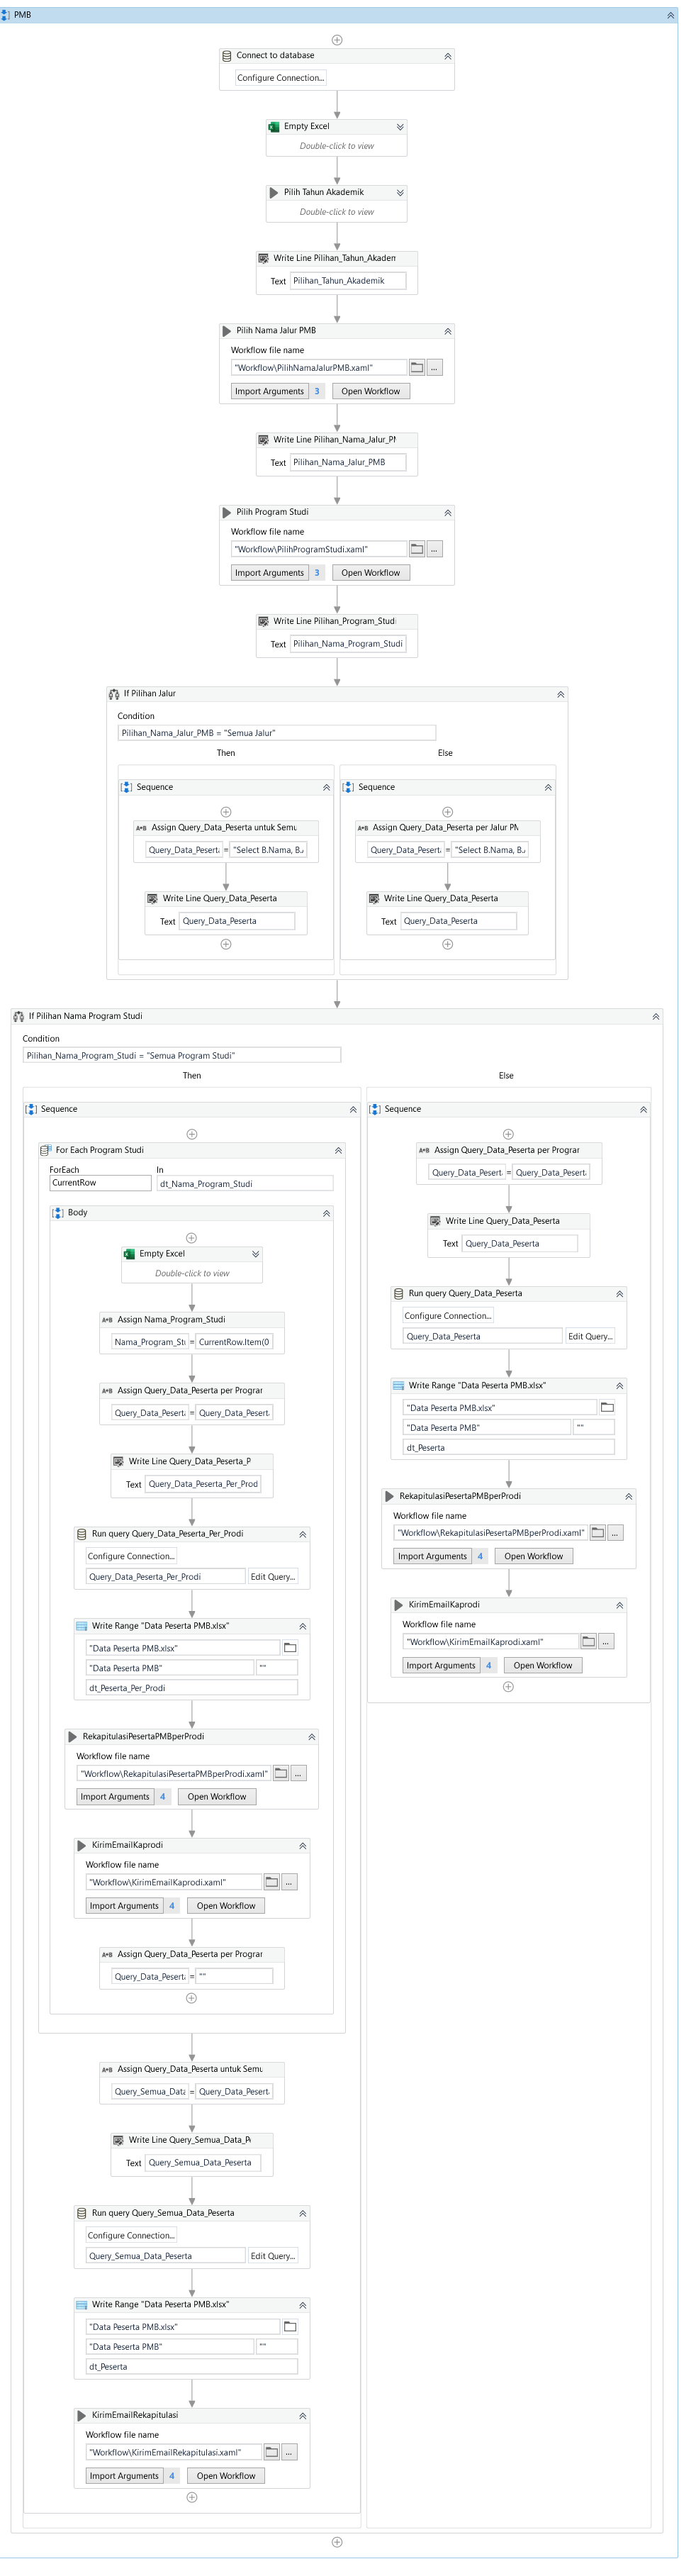 PMB
Connect to database
Configure Connection...
Empty Excel
Double-click to view
Pilih Tahun Akademik
Double-click to view
Write Line Pilihan_Tahun_Akaden
Text Pilihan_Tahun_Akademik
Pilih Nama Jalur PMB
Workflow file name
"Workflow\PilihNamaJalurPMB.xaml" ...
Import Arguments 3 Open Workflow
Write Line Pilihan_Nama_Jalur_PM
Text Pilihan_Nama_Jalur_PMB
Pilih Program Studi
Workflow file name
"Workflow\PilihProgramStudi.xaml" ...
Import Arguments 3 Open Workflow
Write Line Pilihan_Program_Studi
Text Pilihan_Nama_Program_Studi
If Pilihan Jalur
Condition
Pilihan_Nama_Jalur_PMB = "Semua Jalur"
Then
Else
Sequence
A+B Assign Query_Data_Peserta untuk Semu
Query_Data_Peserta = "Select B.Nama, B.
Write Line Query_Data_Peserta
Text Query_Data_Peserta
Sequence
A+B Assign Query_Data_Peserta per Jalur PM
Query_Data_Peserta = "Select B.Nama, B.
Write Line Query_Data_Peserta
Text Query_Data_Peserta
If Pilihan Nama Program Studi
Condition
Pilihan_Nama_Program_Studi = "Semua Program Studi"
Then
Else
Sequence
For Each Program Studi
ForEach In
CurrentRow dt_Nama_Program_Studi
Body
Empty Excel
Double-click to view
A+B Assign Nama_Program_Studi
Nama_Program_Stu = CurrentRow.Item(0
A+B Assign Query_Data_Peserta per Prograr
Query_Data_Peserta = Query_Data_Pesert
Write Line Query_Data_Peserta_P
Text Query_Data_Peserta_Per_Prod
Run query Query_Data_Peserta_Per_Prodi
Configure Connection...
Query_Data_Peserta_Per_Prodi Edit Query...
Write Range "Data Peserta PMB.xlsx"
"Data Peserta PMB.xlsx"
"Data Peserta PMB" ""
dt_Peserta_Per_Prodi
RekapitulasiPesertaPMBperProdi
Workflow file name
"Workflow\RekapitulasiPesertaPMBperProdi.xaml" ...
Import Arguments 4 Open Workflow
KirimEmailKaprodi
Workflow file name
"Workflow\KirimEmailKaprodi.xaml" ...
Import Arguments 4 Open Workflow
A+B Assign Query_Data_Peserta per Prograr
Query_Data_Peserta = ""
A+B Assign Query_Data_Peserta untuk Semu
Query_Semua_Data = Query_Data_Pesert
Write Line Query_Semua_Data_Pe
Text Query_Semua_Data_Peserta
Run query Query_Semua_Data_Peserta
Configure Connection...
Query_Semua_Data_Peserta Edit Query...
Write Range "Data Peserta PMB.xlsx"
"Data Peserta PMB.xlsx"
"Data Peserta PMB" ""
dt_Peserta
KirimEmailRekapitulasi
Workflow file name
"Workflow\KirimEmailRekapitulasi.xaml" ...
Import Arguments 4 Open Workflow
Sequence
A+B Assign Query_Data_Peserta per Prograr
Query_Data_Pesert = Query_Data_Pesert
Write Line Query_Data_Peserta
Text Query_Data_Peserta
Run query Query_Data_Peserta
Configure Connection...
Query_Data_Peserta Edit Query...
Write Range "Data Peserta PMB.xlsx"
"Data Peserta PMB.xlsx"
"Data Peserta PMB" ""
dt_Peserta
RekapitulasiPesertaPMBperProdi
Workflow file name
"Workflow\RekapitulasiPesertaPMBperProdi.xaml" ...
Import Arguments 4 Open Workflow
KirimEmailKaprodi
Workflow file name
"Workflow\KirimEmailKaprodi.xaml" ...
Import Arguments 4 Open Workflow